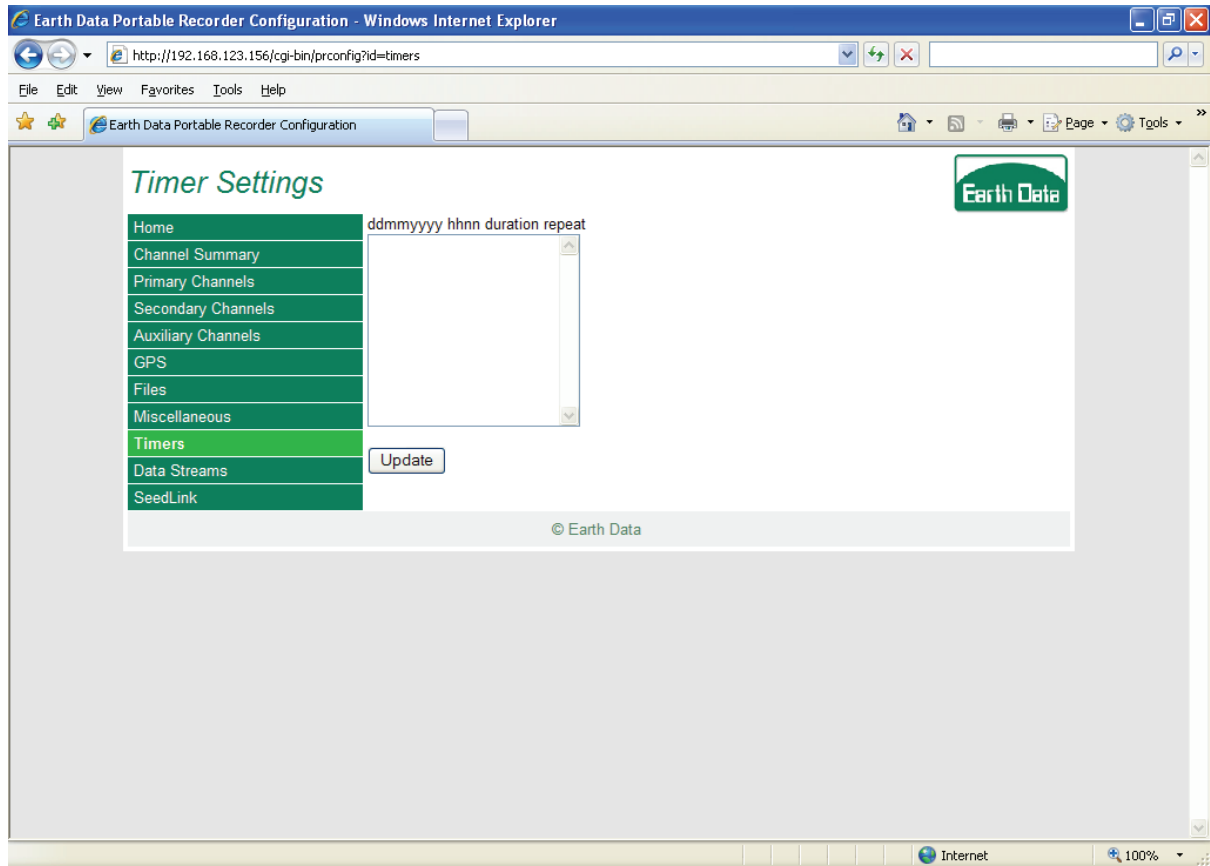 Earth Data Portable Recorder Configuration - Windows Internet Explorer
http://192.168.123.156/cgi-bin/prconfig?id=timers
File Edit View Favorites Tools Help
Earth Data Portable Recorder Configuration
Page Tools »
Timer Settings
Earth Data
Home
ddmmyyyy hhnn duration repeat
Channel Summary
Primary Channels
Secondary Channels
Auxiliary Channels
GPS
Files
Miscellaneous
Timers
Update
Data Streams
SeedLink
© Earth Data
Internet 100%